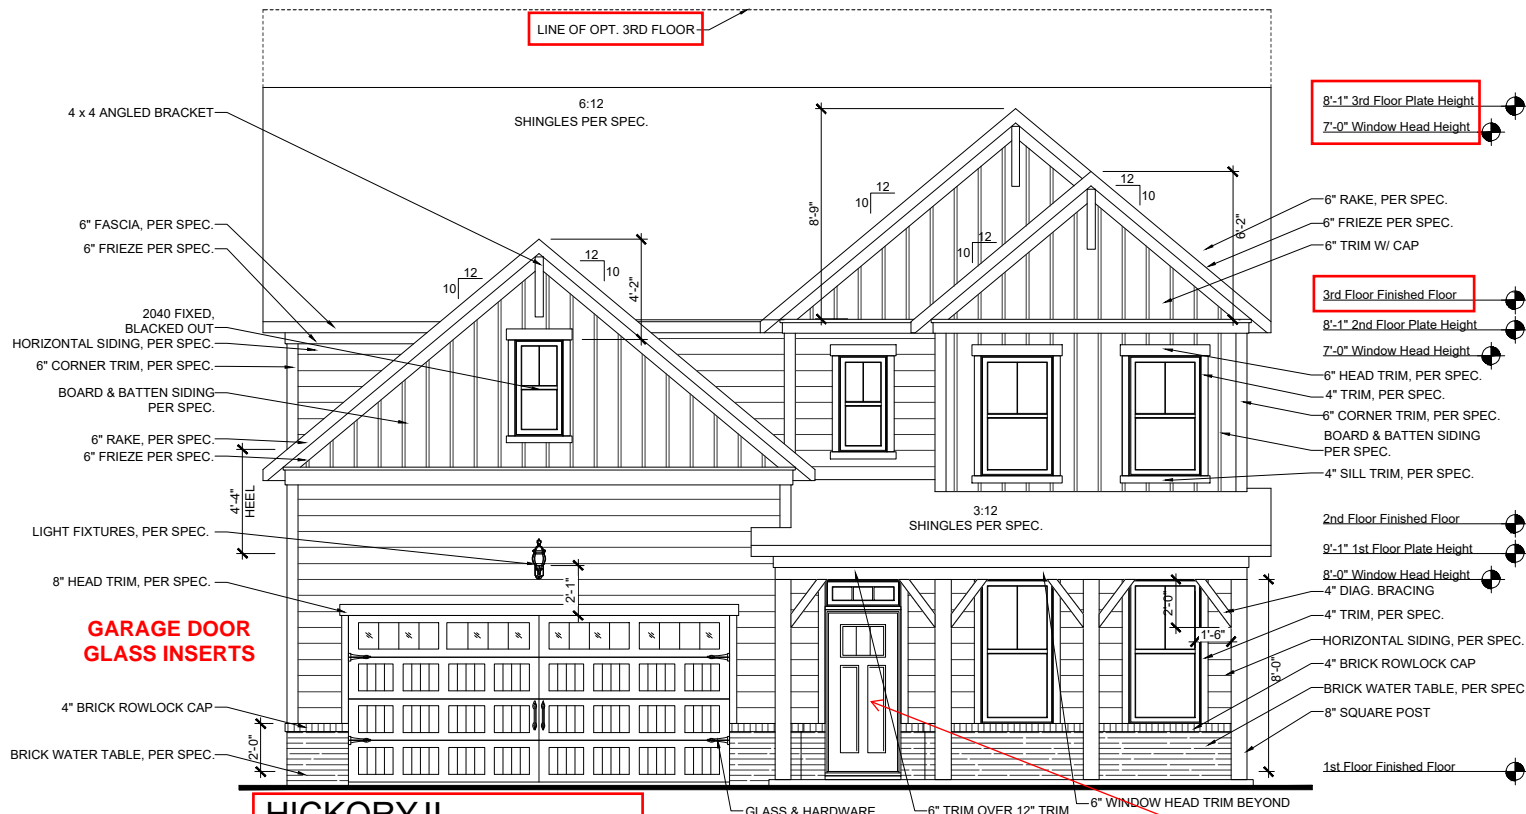 LINE OF OPT. 3RD FLOOR
6:12
SHINGLES PER SPEC.
4 x 4 ANGLED BRACKET
6" FASCIA, PER SPEC.
6" FRIEZE PER SPEC.
2040 FIXED,
BLACKED OUT
HORIZONTAL SIDING, PER SPEC.
6" CORNER TRIM, PER SPEC.
BOARD & BATTEN SIDING
PER SPEC.
6" RAKE, PER SPEC.
6" FRIEZE PER SPEC.
4'-4"
HEEL
LIGHT FIXTURES, PER SPEC.
8" HEAD TRIM, PER SPEC.
GARAGE DOOR
GLASS INSERTS
4" BRICK ROWLOCK CAP
2'-0"
BRICK WATER TABLE, PER SPEC.
12
10
12
10
4'-2"
8'-9"
12
10
12
10
12
10
6'-2"
3:12
SHINGLES PER SPEC.
2'-1"
2'-0"
1'-6"
8'-0"
8'-1" 3rd Floor Plate Height
7'-0" Window Head Height
6" RAKE, PER SPEC.
6" FRIEZE PER SPEC.
6" TRIM W/ CAP
3rd Floor Finished Floor
8'-1" 2nd Floor Plate Height
7'-0" Window Head Height
6" HEAD TRIM, PER SPEC.
4" TRIM, PER SPEC.
6" CORNER TRIM, PER SPEC.
BOARD & BATTEN SIDING
PER SPEC.
4" SILL TRIM, PER SPEC.
2nd Floor Finished Floor
9'-1" 1st Floor Plate Height
8'-0" Window Head Height
4" DIAG. BRACING
4" TRIM, PER SPEC.
HORIZONTAL SIDING, PER SPEC.
4" BRICK ROWLOCK CAP
BRICK WATER TABLE, PER SPEC
8" SQUARE POST
1st Floor Finished Floor
HICKORY II
GLASS & HARDWARE
6" TRIM OVER 12" TRIM
6" WINDOW HEAD TRIM BEYOND